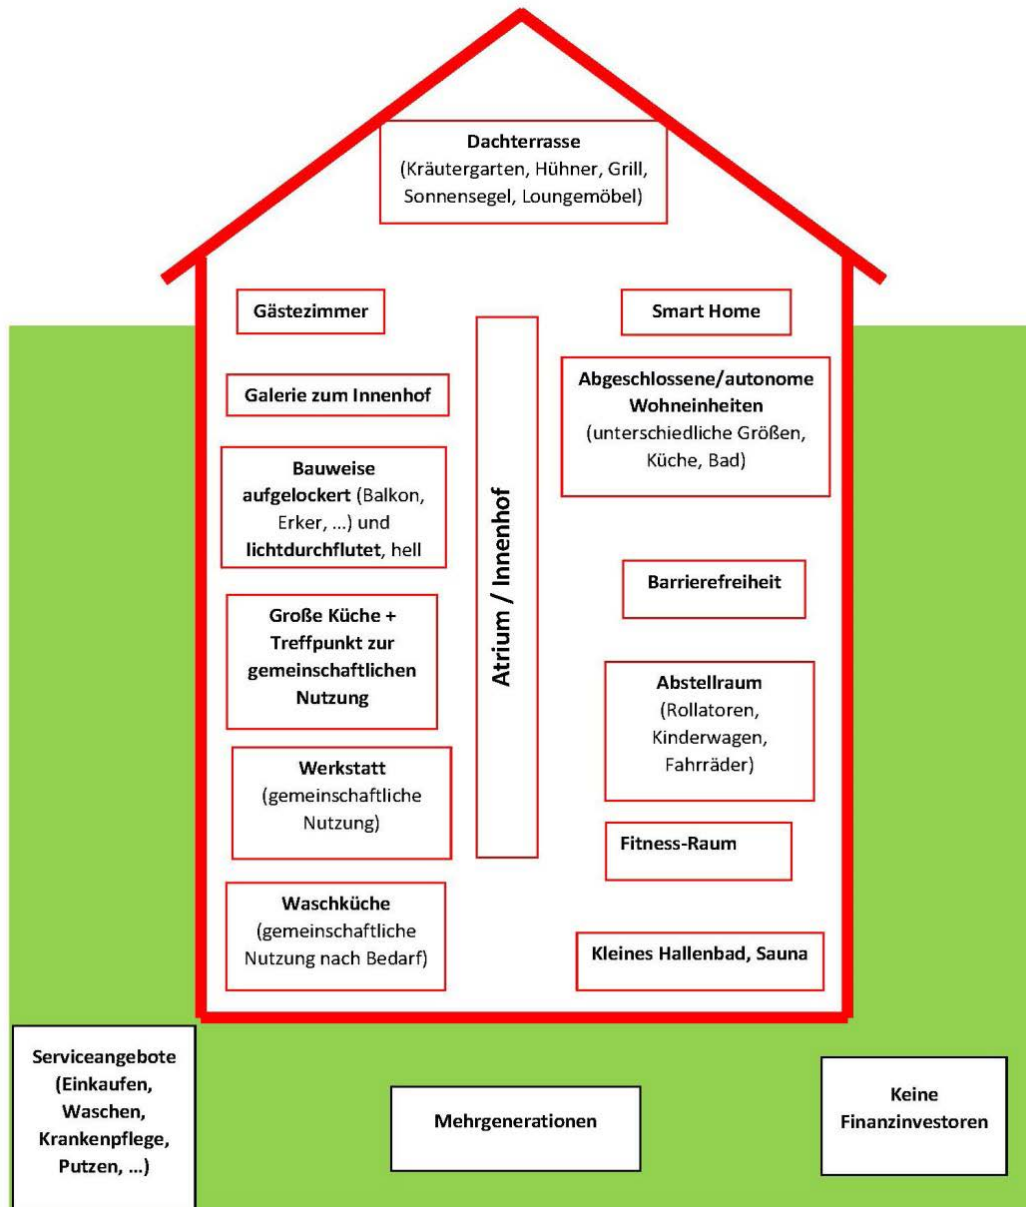 Dachterrasse
(Kräutergarten, Hühner, Grill,
Sonnensegel, Loungemöbel)
Gästezimmer
Galerie zum Innenhof
Bauweise
aufgelockert (Balkon,
Erker, ...) und
lichtdurchflutet, hell
Große Küche +
Treffpunkt zur
gemeinschaftlichen
Nutzung
Werkstatt
(gemeinschaftliche
Nutzung)
Waschküche
(gemeinschaftliche
Nutzung nach Bedarf)
Atrium / Innenhof
Smart Home
Abgeschlossene/autonome
Wohneinheiten
(unterschiedliche Größen,
Küche, Bad)
Barrierefreiheit
Abstellraum
(Rollatoren,
Kinderwagen,
Fahrräder)
Fitness-Raum
Kleines Hallenbad, Sauna
Serviceangebote
(Einkaufen,
Waschen,
Krankenpflege,
Putzen, ...)
Mehrgenerationen
Keine
Finanzinvestoren